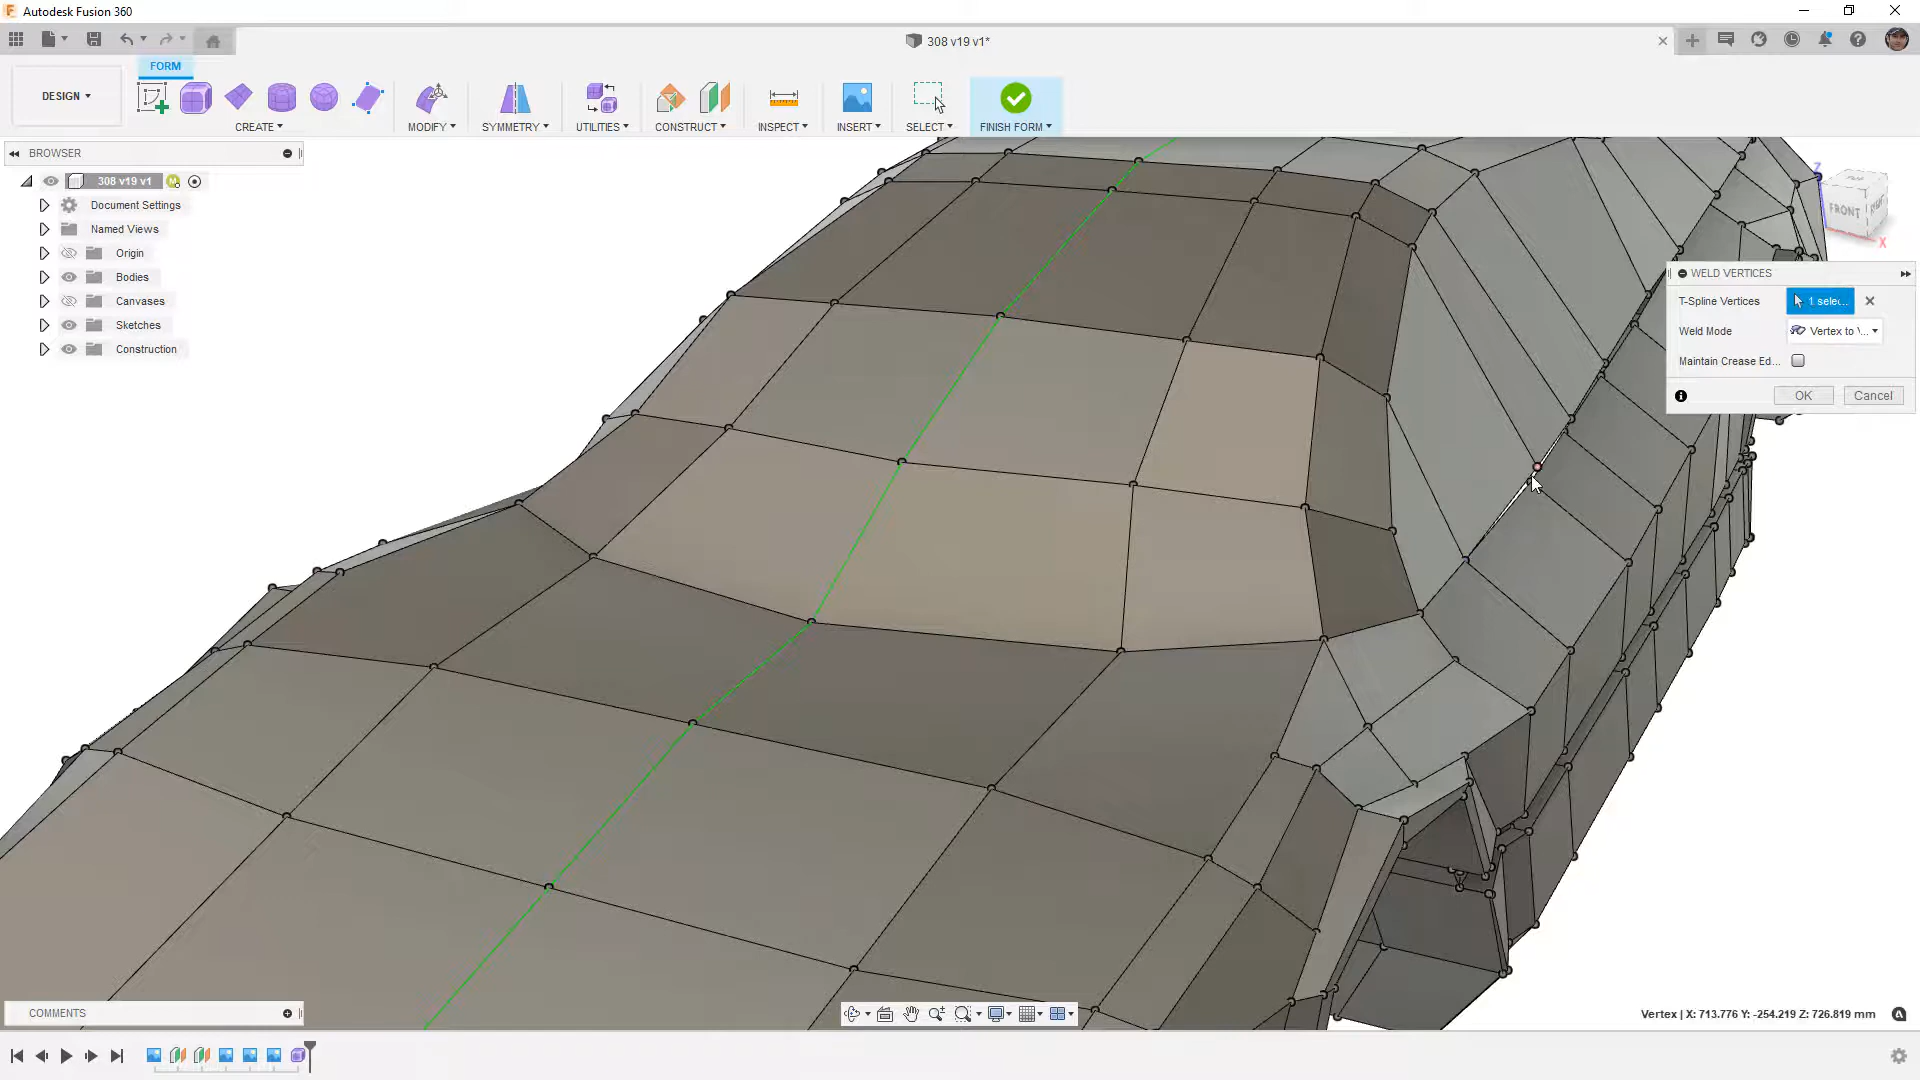 Autodesk Fusion 360
308 v19 v1*
FORM
DESIGN
CREATE
MODIFY
SYMMETRY
UTILITIES
CONSTRUCT
INSPECT
INSERT
SELECT
FINISH FORM
BROWSER
308 v19 v1
Document Settings
Named Views
Origin
Bodies
Canvases
Sketches
Construction
Z
FRONT
X
WELD VERTICES
T-Spline Vertices
1 selec...
Weld Mode
Vertex to \...
Maintain Crease Ed...
OK
Cancel
COMMENTS
Vertex | X: 713.776 Y: -254.219 Z: 726.819 mm